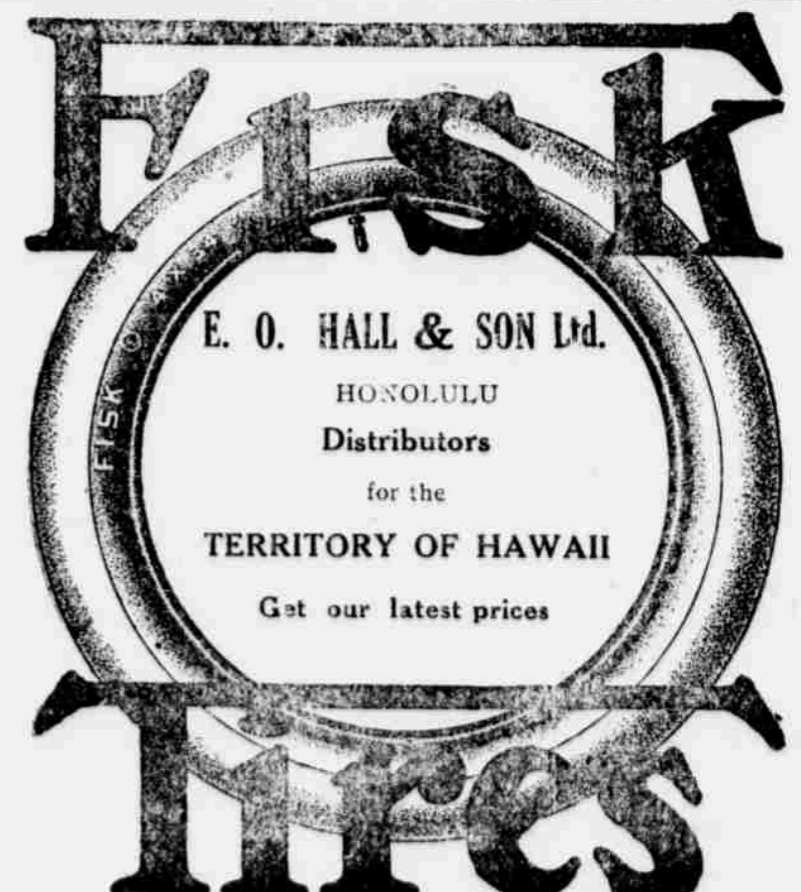 Fisk
FISK
E. O. HALL & SON Ltd.
HONOLULU
Distributors
for the
TERRITORY OF HAWAII
Get our latest prices
Tires